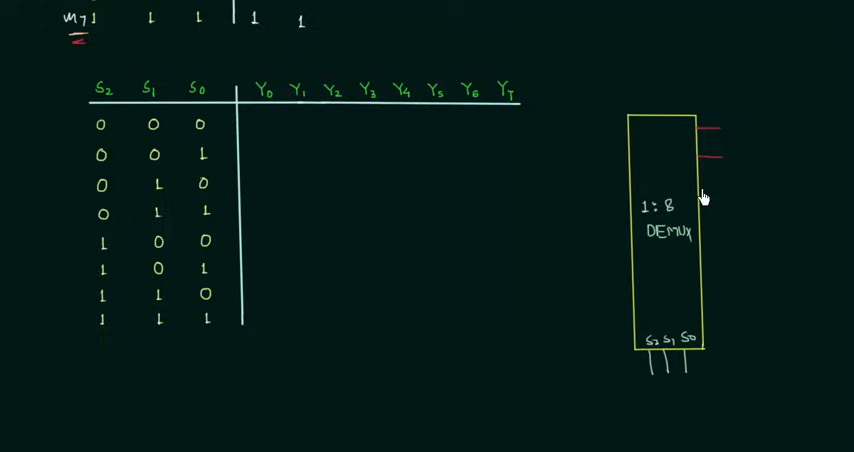 m7 1 1 1 1 1
S2 S1 S0 Y0 Y1 Y2 Y3 Y4 Y5 Y6 Y7
0 0 0
0 0 1
0 1 0
0 1 1
1 0 0
1 0 1
1 1 0
1 1 1
1:8
DEMUX
S2 S1 S0